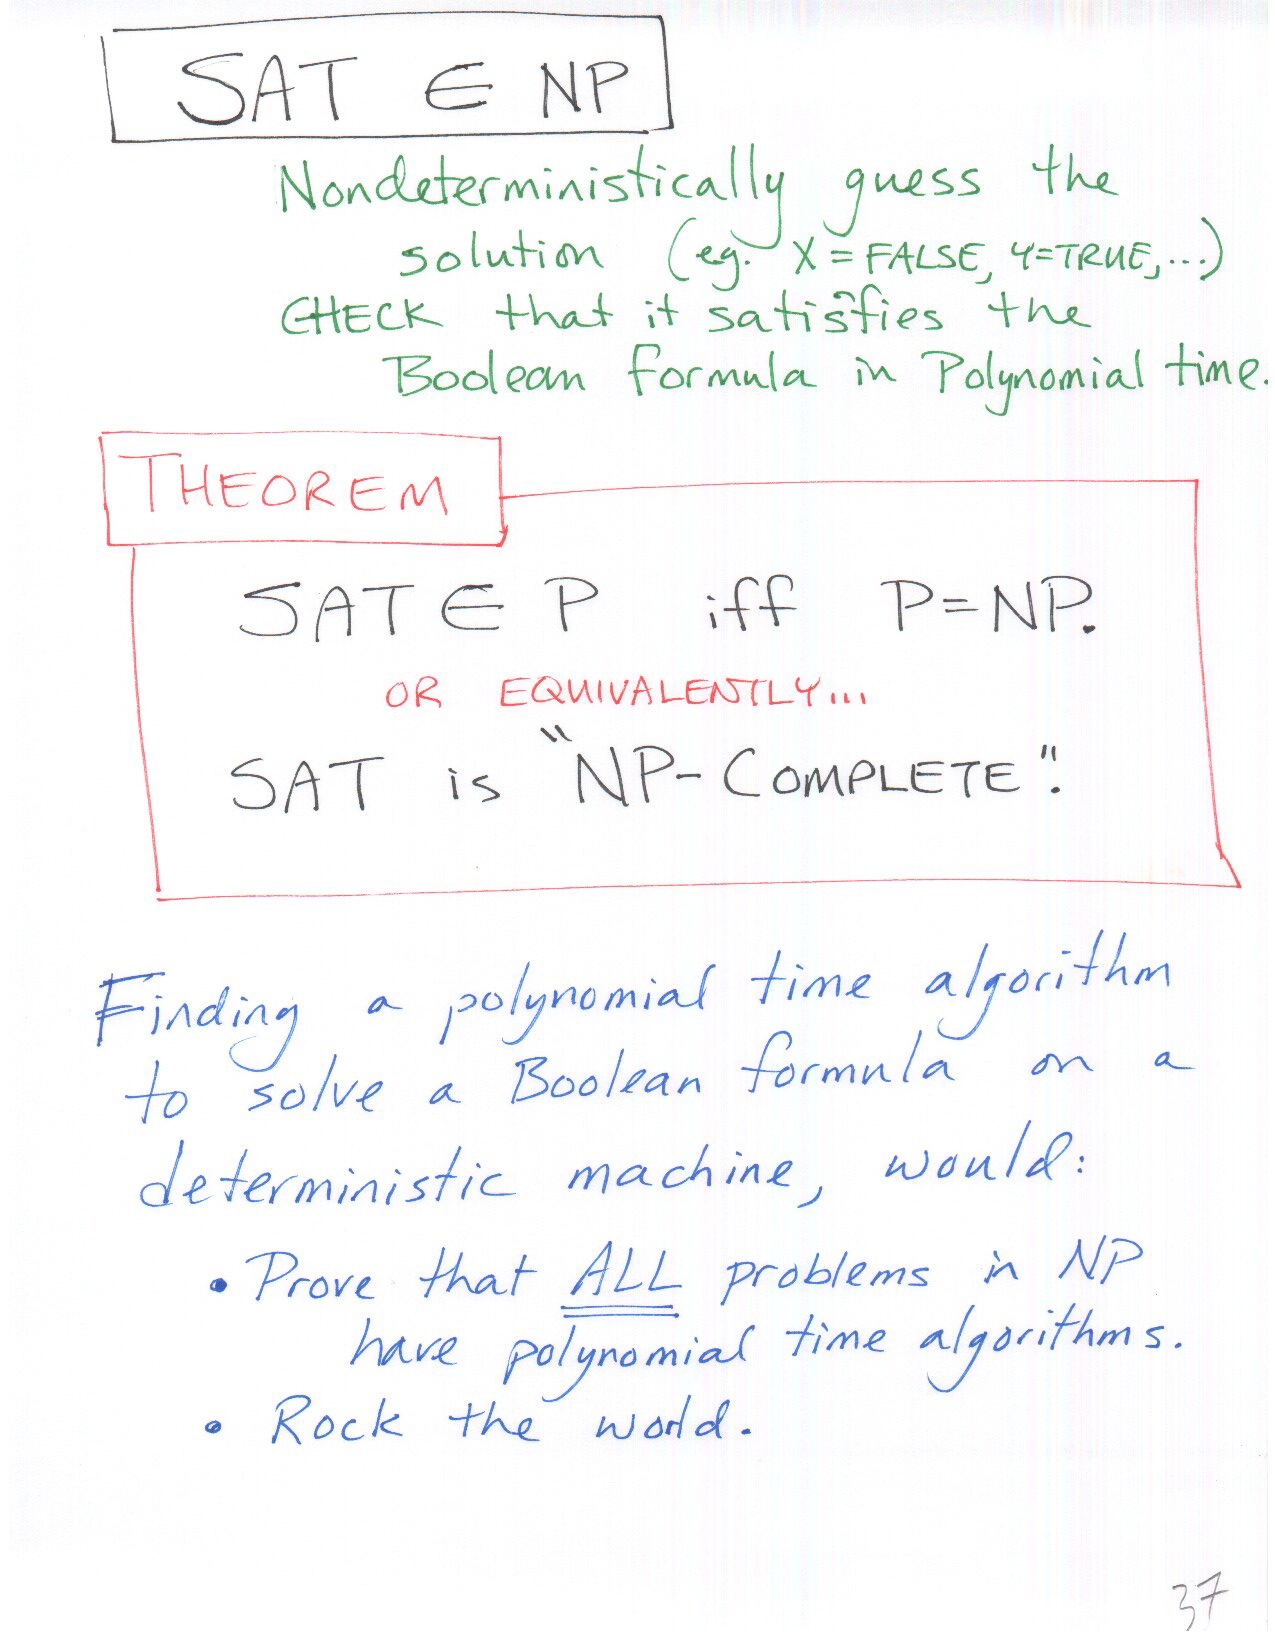 SAT ∈ NP
Nondeterministically guess the
solution (eg. X = FALSE, Y=TRUE, ...)
CHECK that it satisfies the
Boolean formula in Polynomial time.
THEOREM
SAT ∈ P iff P=NP.
OR EQUIVALENTLY...
SAT is "NP-COMPLETE".
Finding a polynomial time algorithm
to solve a Boolean formula on a
deterministic machine, would:
• Prove that ALL problems in NP
have polynomial time algorithms.
• Rock the world.
37